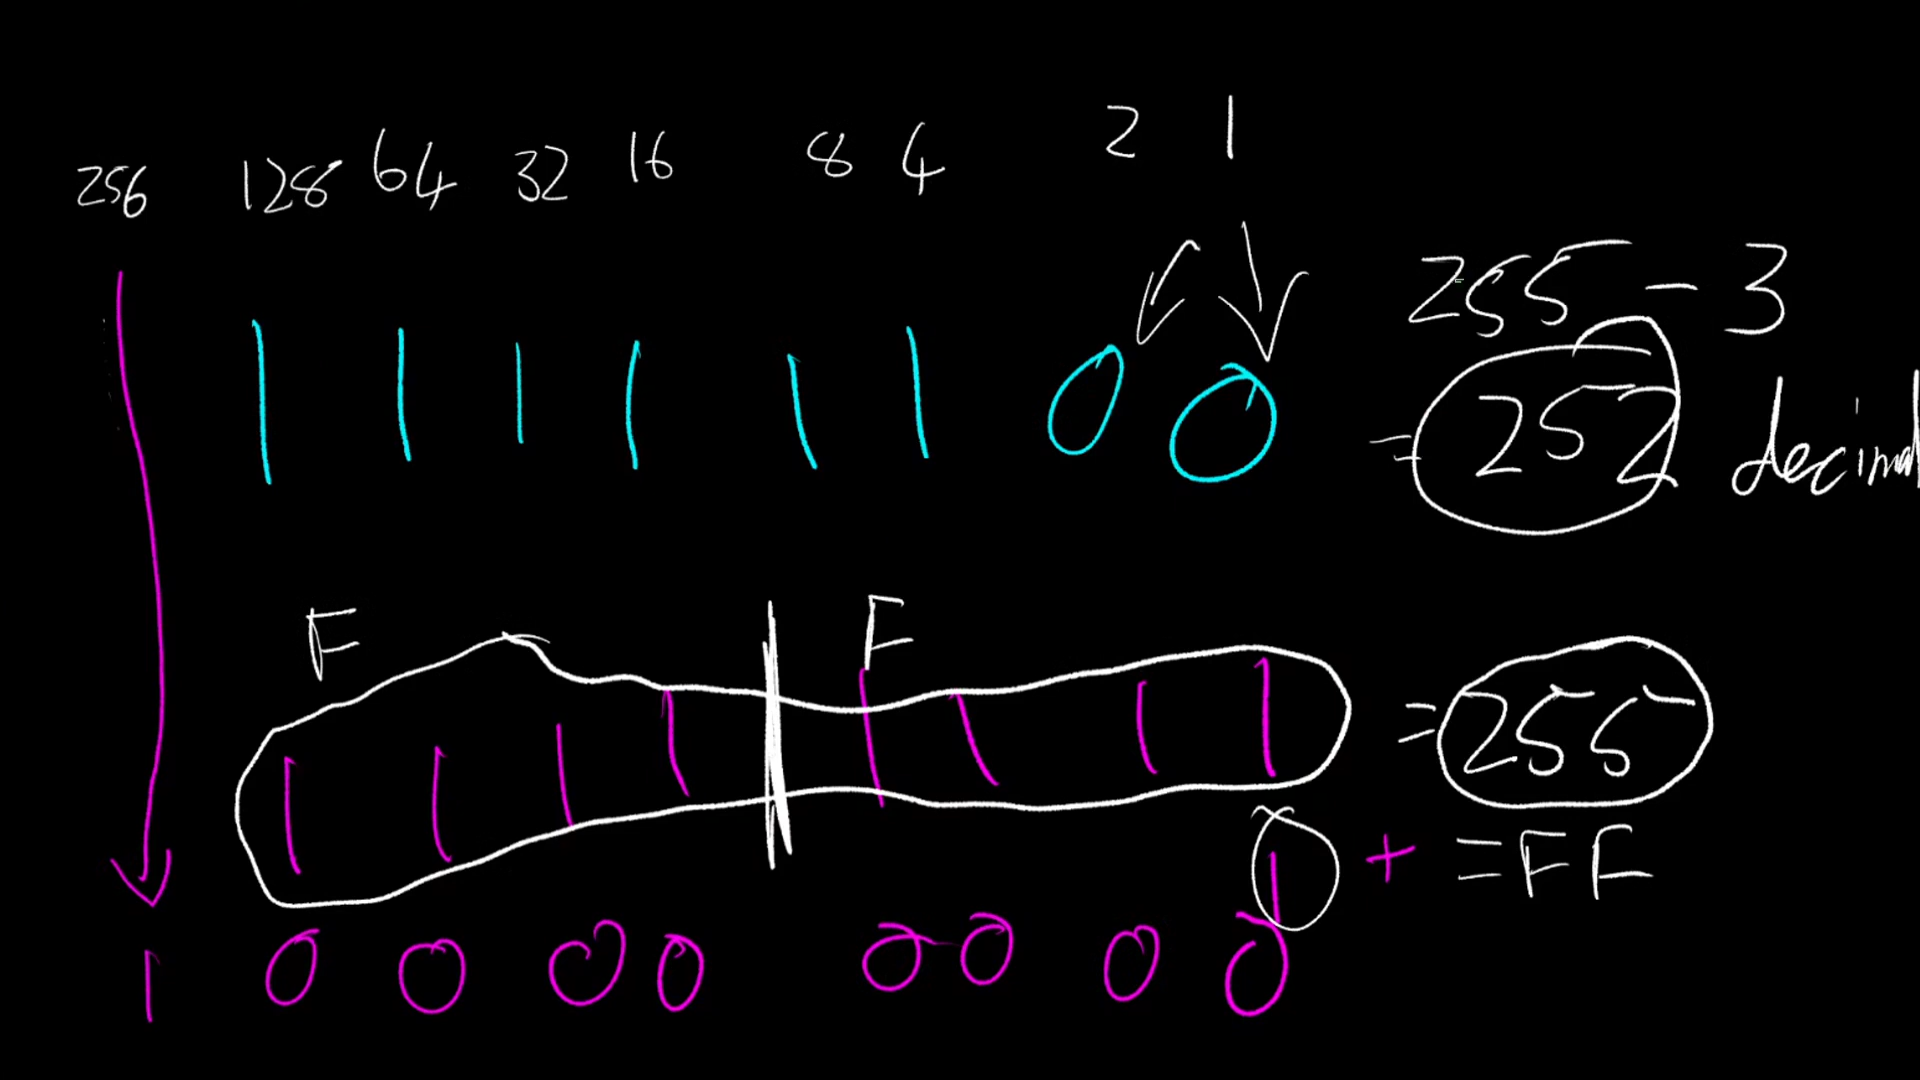 256 128 64 32 16 8 4 2 1
255 - 3
1 1 1 1 1 1 0 0 = 252 decimal
F F
1 1 1 1 1 1 1 1 = 255
1 + = FF
1 0 0 0 0 0 0 0 0